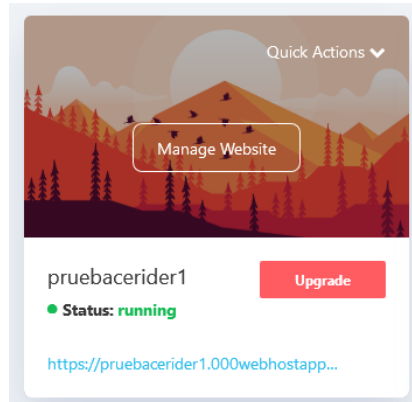 Quick Actions
Manage Website
pruebacerider1
Upgrade
Status: running
https://pruebacerider1.000webhostapp...